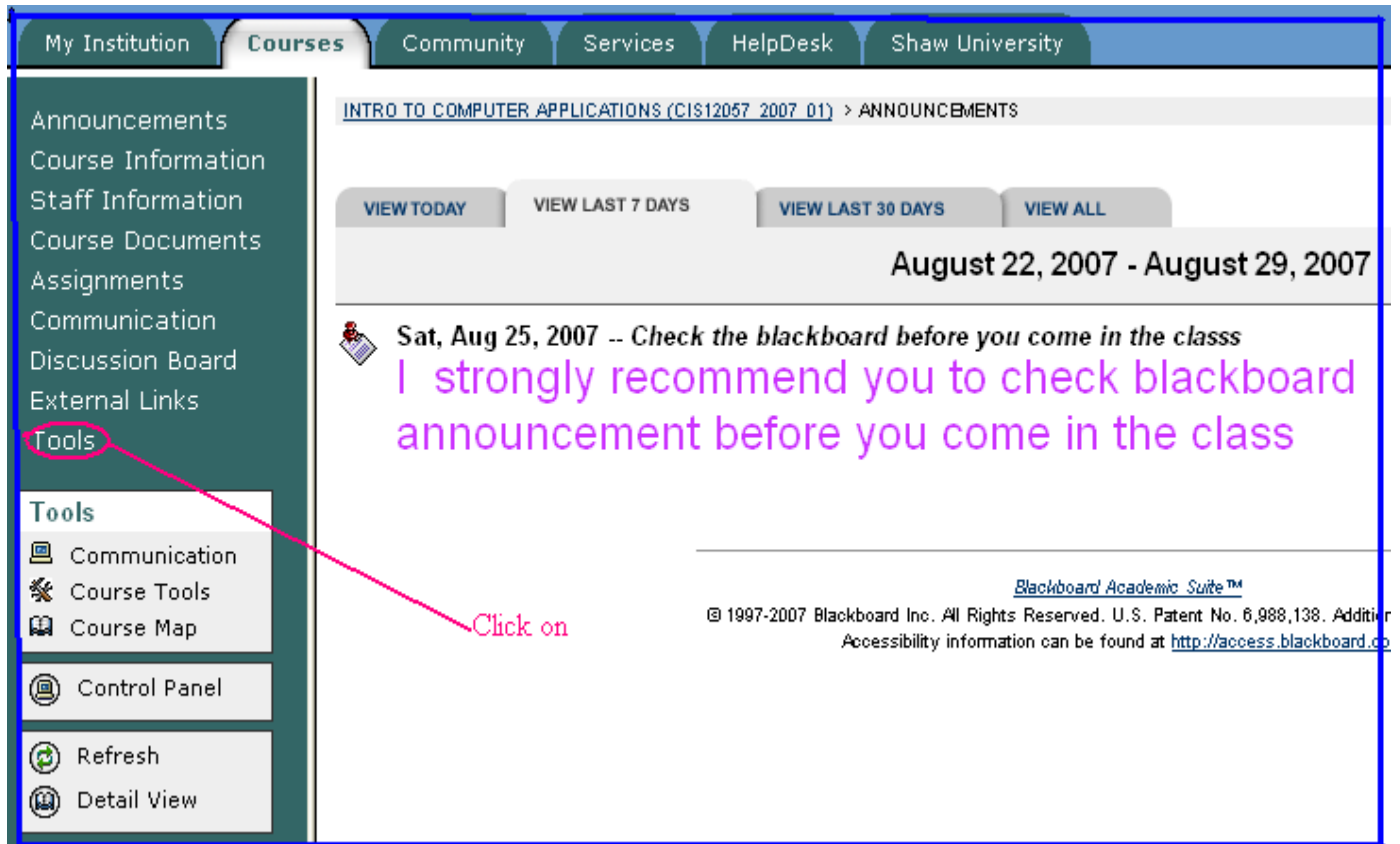 My Institution Courses Community Services HelpDesk Shaw University
INTRO TO COMPUTER APPLICATIONS (CIS12057_2007_01) > ANNOUNCEMENTS
Announcements
Course Information
Staff Information
Course Documents
Assignments
Communication
Discussion Board
External Links
Tools
Tools
Communication
Course Tools
Course Map
Control Panel
Refresh
Detail View
VIEW TODAY VIEW LAST 7 DAYS VIEW LAST 30 DAYS VIEW ALL
August 22, 2007 - August 29, 2007
Sat, Aug 25, 2007 -- Check the blackboard before you come in the classs
I strongly recommend you to check blackboard
announcement before you come in the class
Click on
Blackboard Academic Suite™
© 1997-2007 Blackboard Inc. All Rights Reserved. U.S. Patent No. 6,988,138.
Accessibility information can be found at